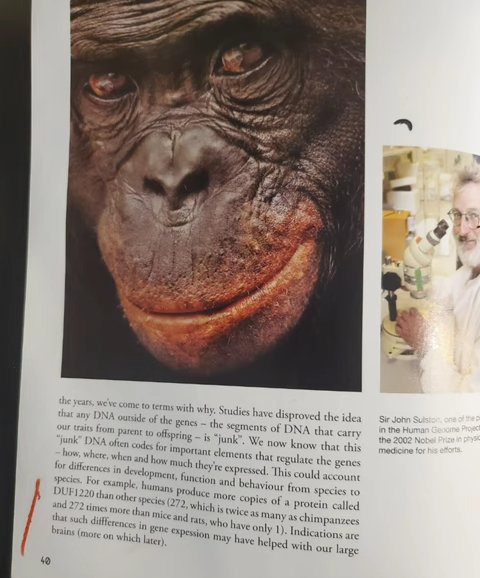 the years, we've come to terms with why. Studies have disproved the idea
that any DNA outside of the genes – the segments of DNA that carry
our traits from parent to offspring – is “junk”. We now know that this
“junk” DNA often codes for important elements that regulate the genes
– how, where, when and how much they're expressed. This could account
for differences in development, function and behaviour from species to
species. For example, humans produce more copies of a protein called
DUF1220 than other species (272, which is twice as many as chimpanzees
and 272 times more than mice and rats, who have only 1). Indications are
that such diffferences in gene expession may have helped with our large
brains (more on which later).
40
Sir John Sulston, one of the
in the Human Genome
the 2002 Nobel Prize in
medicine for his efforts.